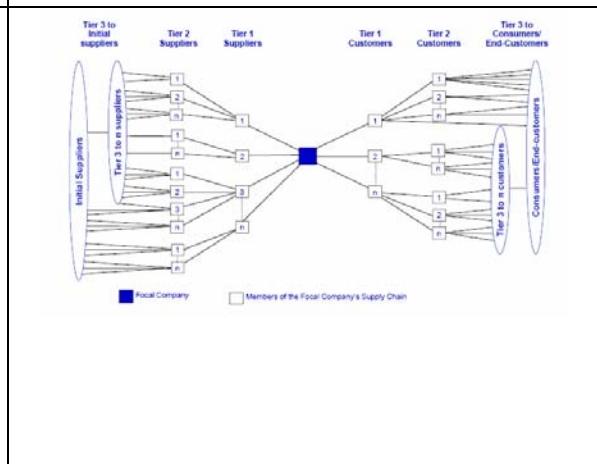 Tier 3 to
Initial
suppliers
Tier 2
Suppliers
Tier 1
Suppliers
Tier 1
Customers
Tier 2
Customers
Tier 3 to
Consumers/
End-Customers
Initial Suppliers
Tier 3 to n suppliers
1
2
n
1
n
1
2
3
n
1
n
1
2
3
n
1
2
n
1
2
n
1
n
1
2
n
Tier 3 to n customers
Consumers/End-customers
Focal Company
Members of the Focal Company's Supply Chain